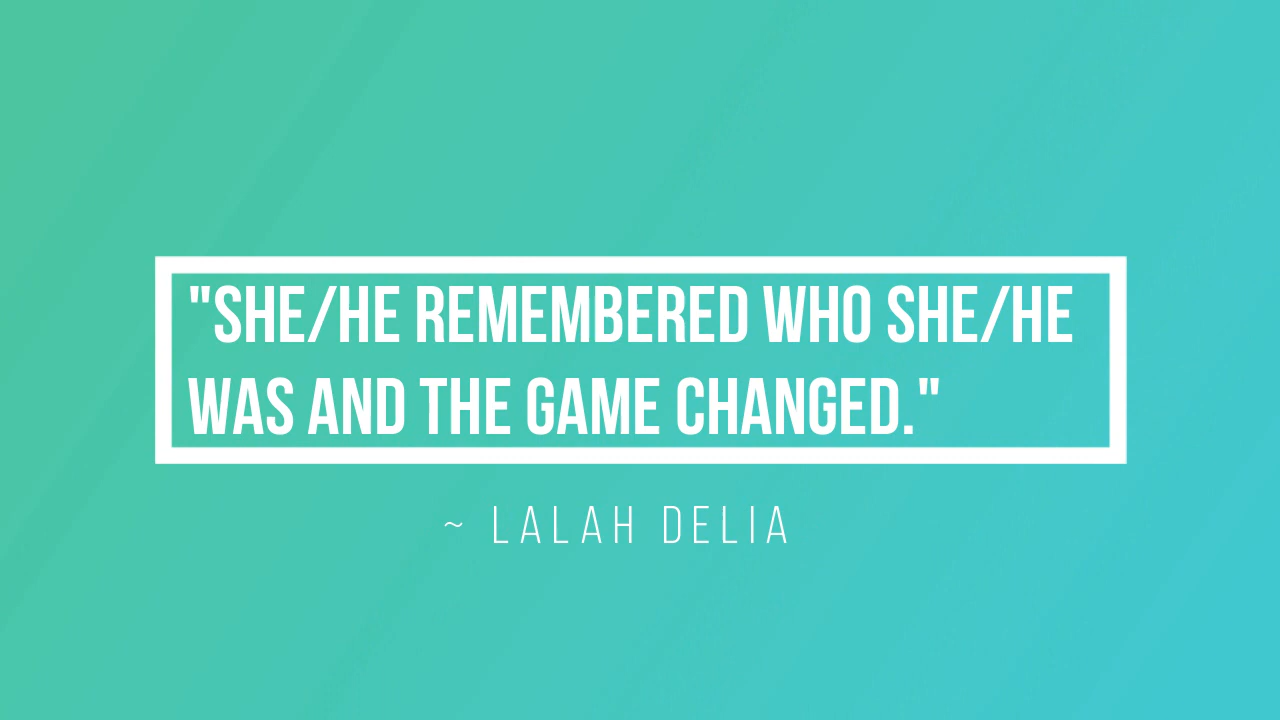 "SHE/HE REMEMBERED WHO SHE/HE
WAS AND THE GAME CHANGED."
~ LALAH DELIA